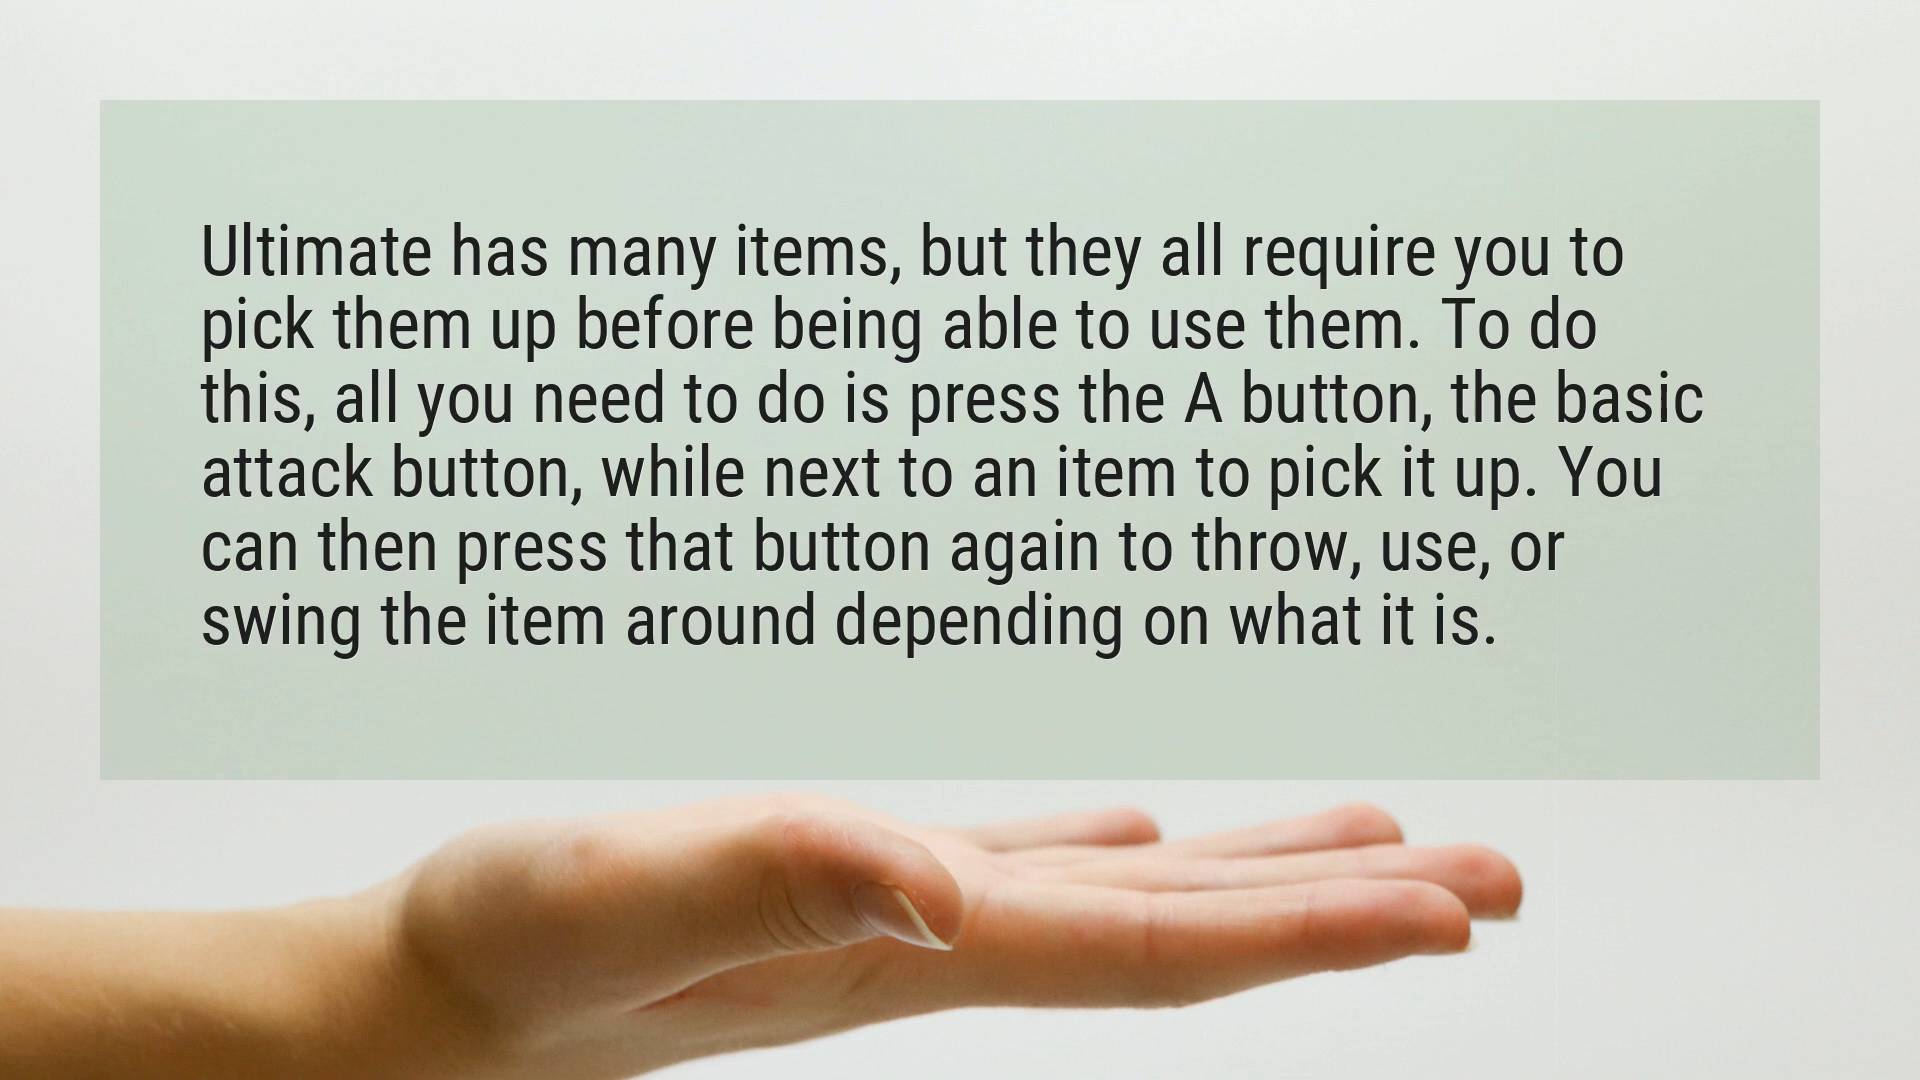 Ultimate has many items, but they all require you to
pick them up before being able to use them. To do
this, all you need to do is press the A button, the basic
attack button, while next to an item to pick it up. You
can then press that button again to throw, use, or
swing the item around depending on what it is.